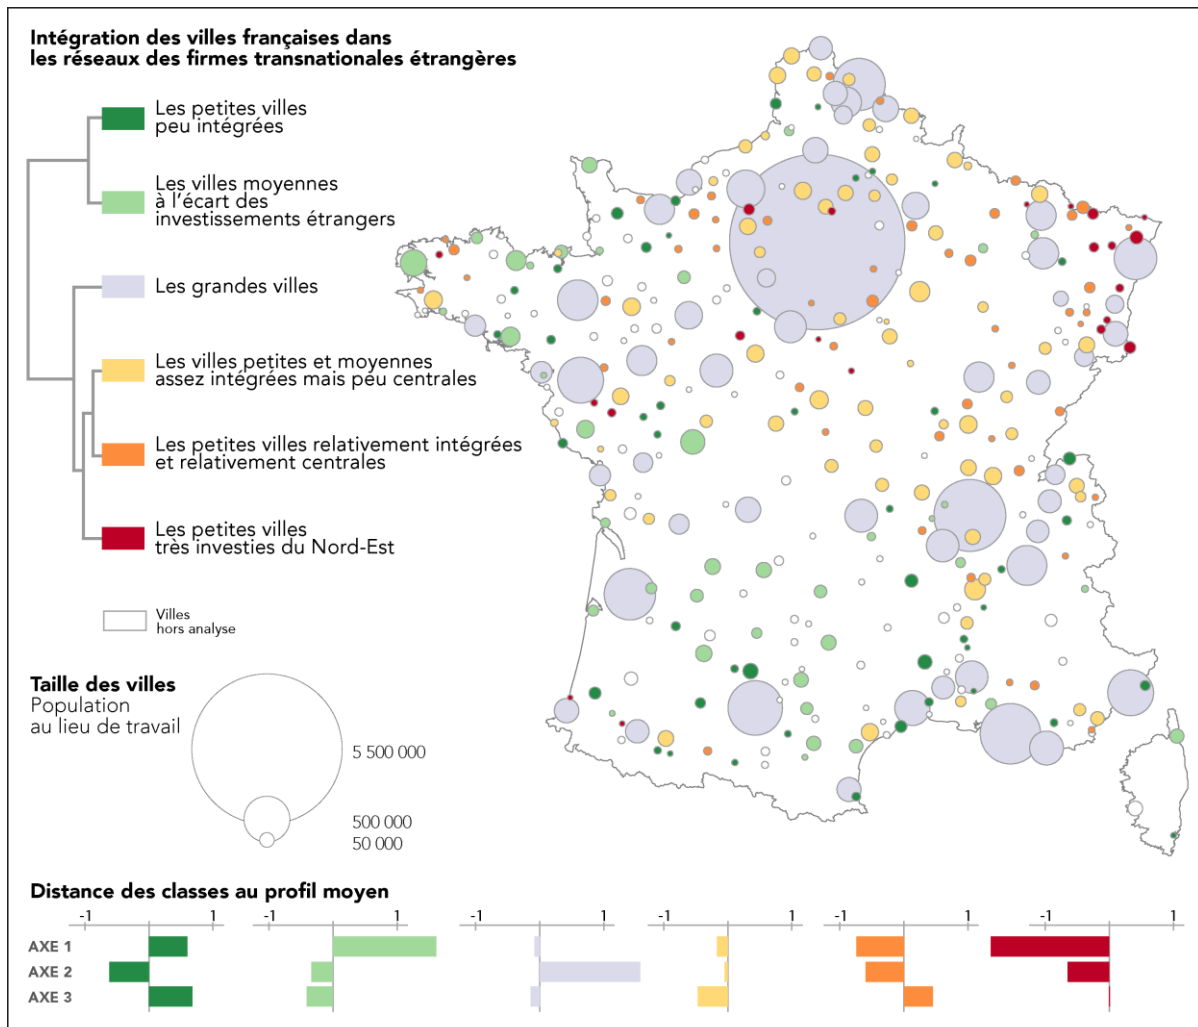 Intégration des villes françaises dans
les réseaux des firmes transnationales étrangères
Les petites villes
peu intégrées
Les villes moyennes
à l'écart des
investissements étrangers
Les grandes villes
Les villes petites et moyennes
assez intégrées mais peu centrales
Les petites villes relativement intégrées
et relativement centrales
Les petites villes
très investies du Nord-Est
Villes
hors analyse
Taille des villes
Population
au lieu de travail
5 500 000
500 000
50 000
Distance des classes au profil moyen
-1 1 -1 1 -1 1 -1 1 -1 1 -1 1
AXE 1
AXE 2
AXE 3